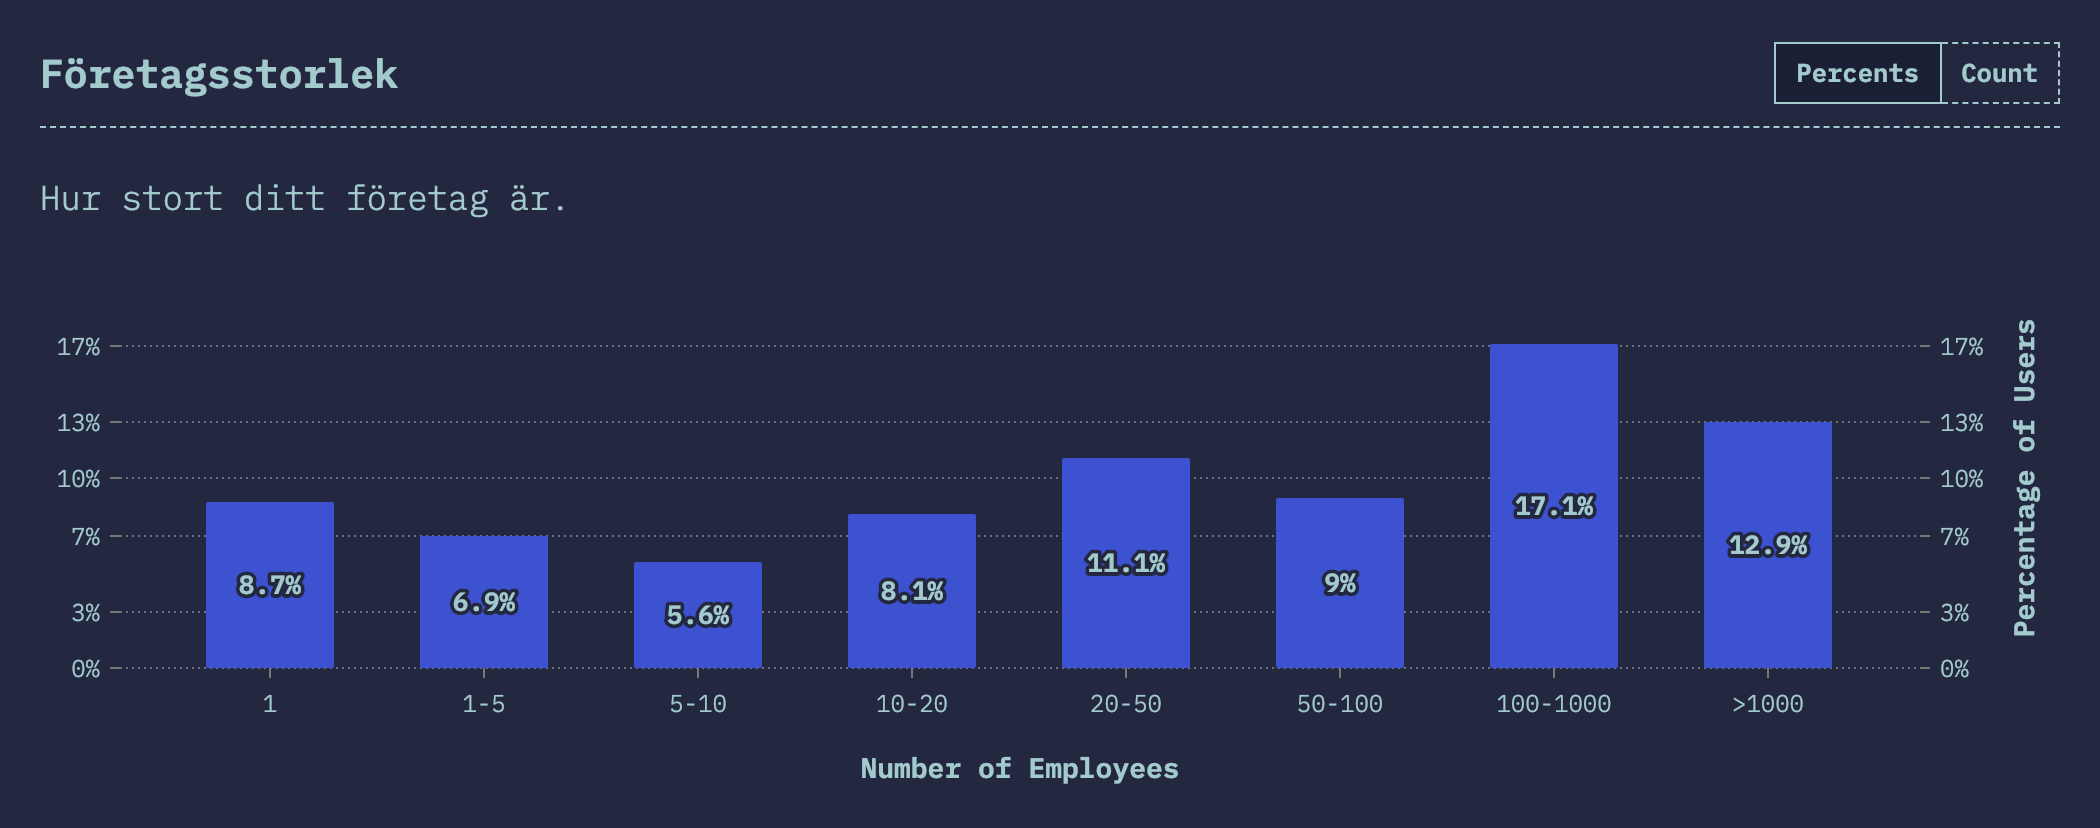 Företagsstorlek
Percents Count
Hur stort ditt företag är.
17% 17%
13% 13%
10% 10%
7% 7%
3% 3%
0% 0%
8.7% 6.9% 5.6% 8.1% 11.1% 9% 17.1% 12.9%
1 1-5 5-10 10-20 20-50 50-100 100-1000 >1000
Number of Employees
Percentage of Users